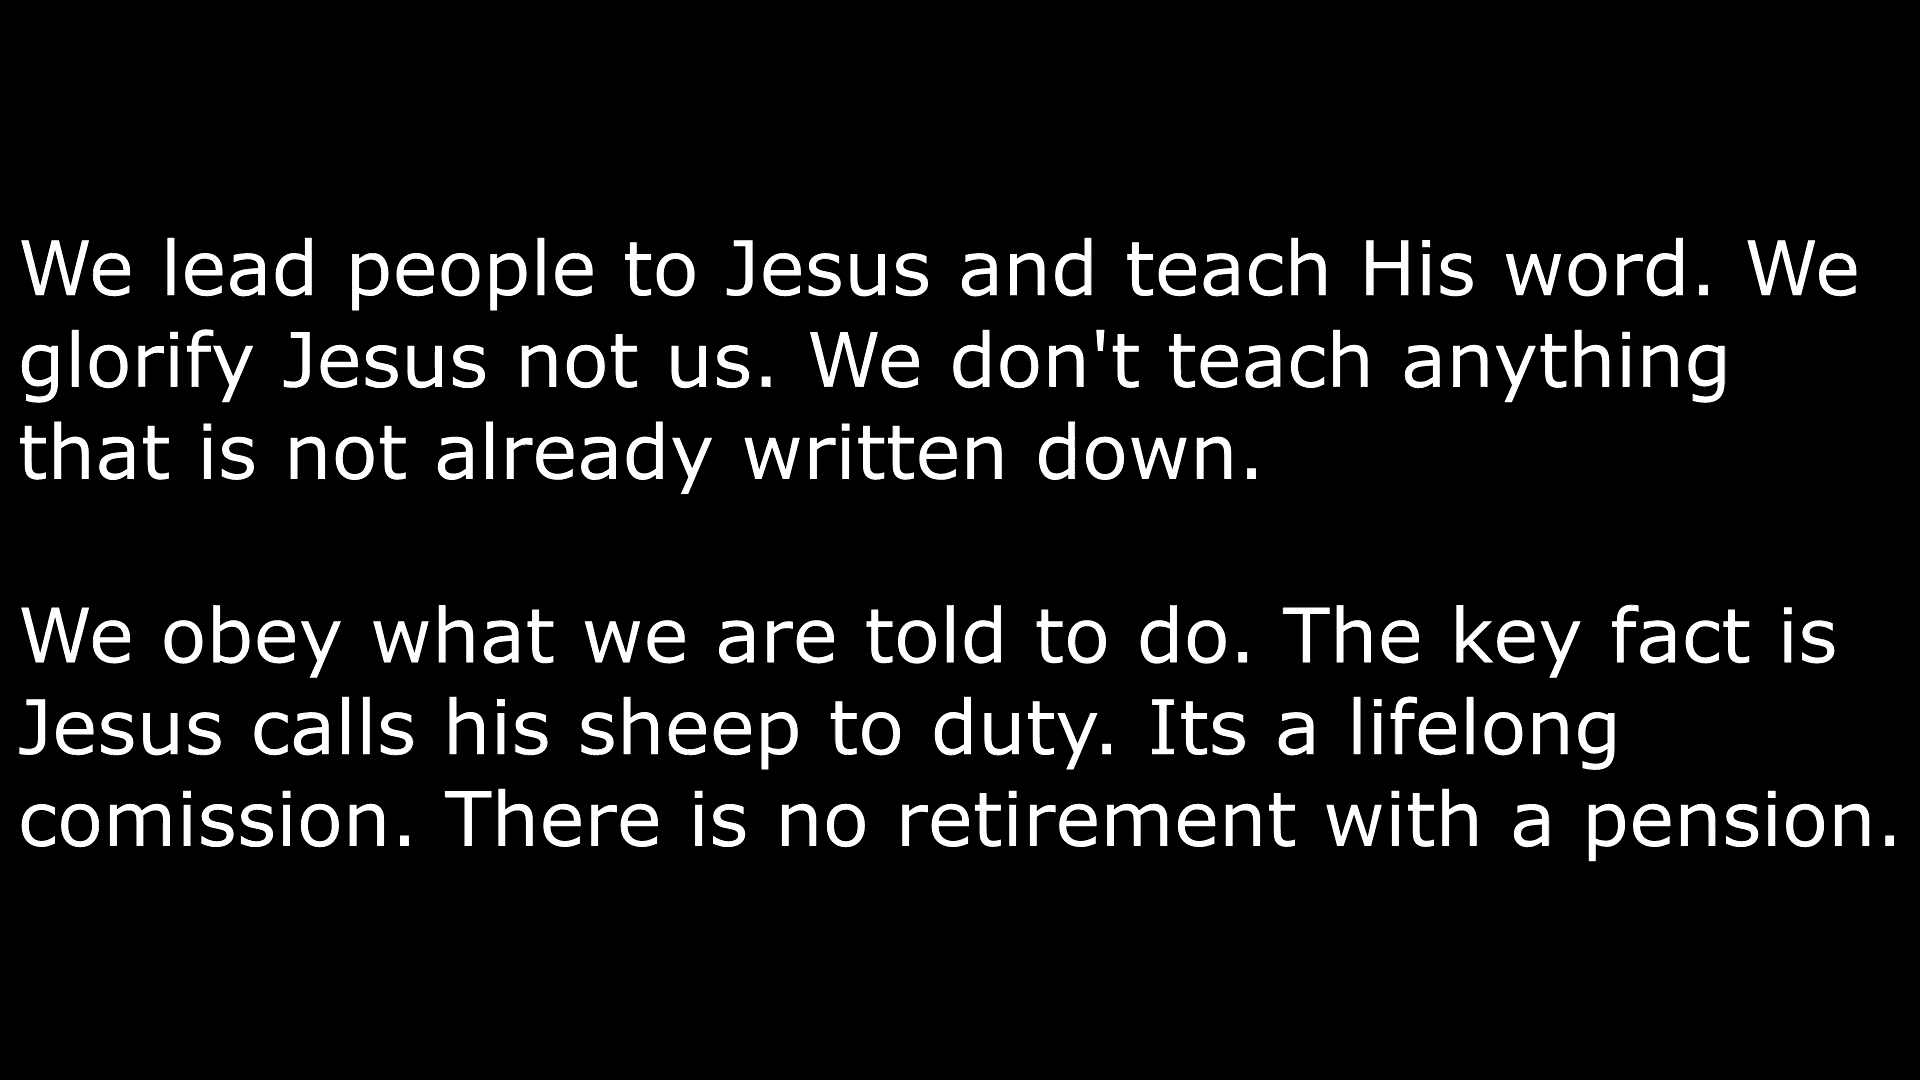 We lead people to Jesus and teach His word. We
glorify Jesus not us. We don't teach anything
that is not already written down.
We obey what we are told to do. The key fact is
Jesus calls his sheep to duty. Its a lifelong
comission. There is no retirement with a pension.